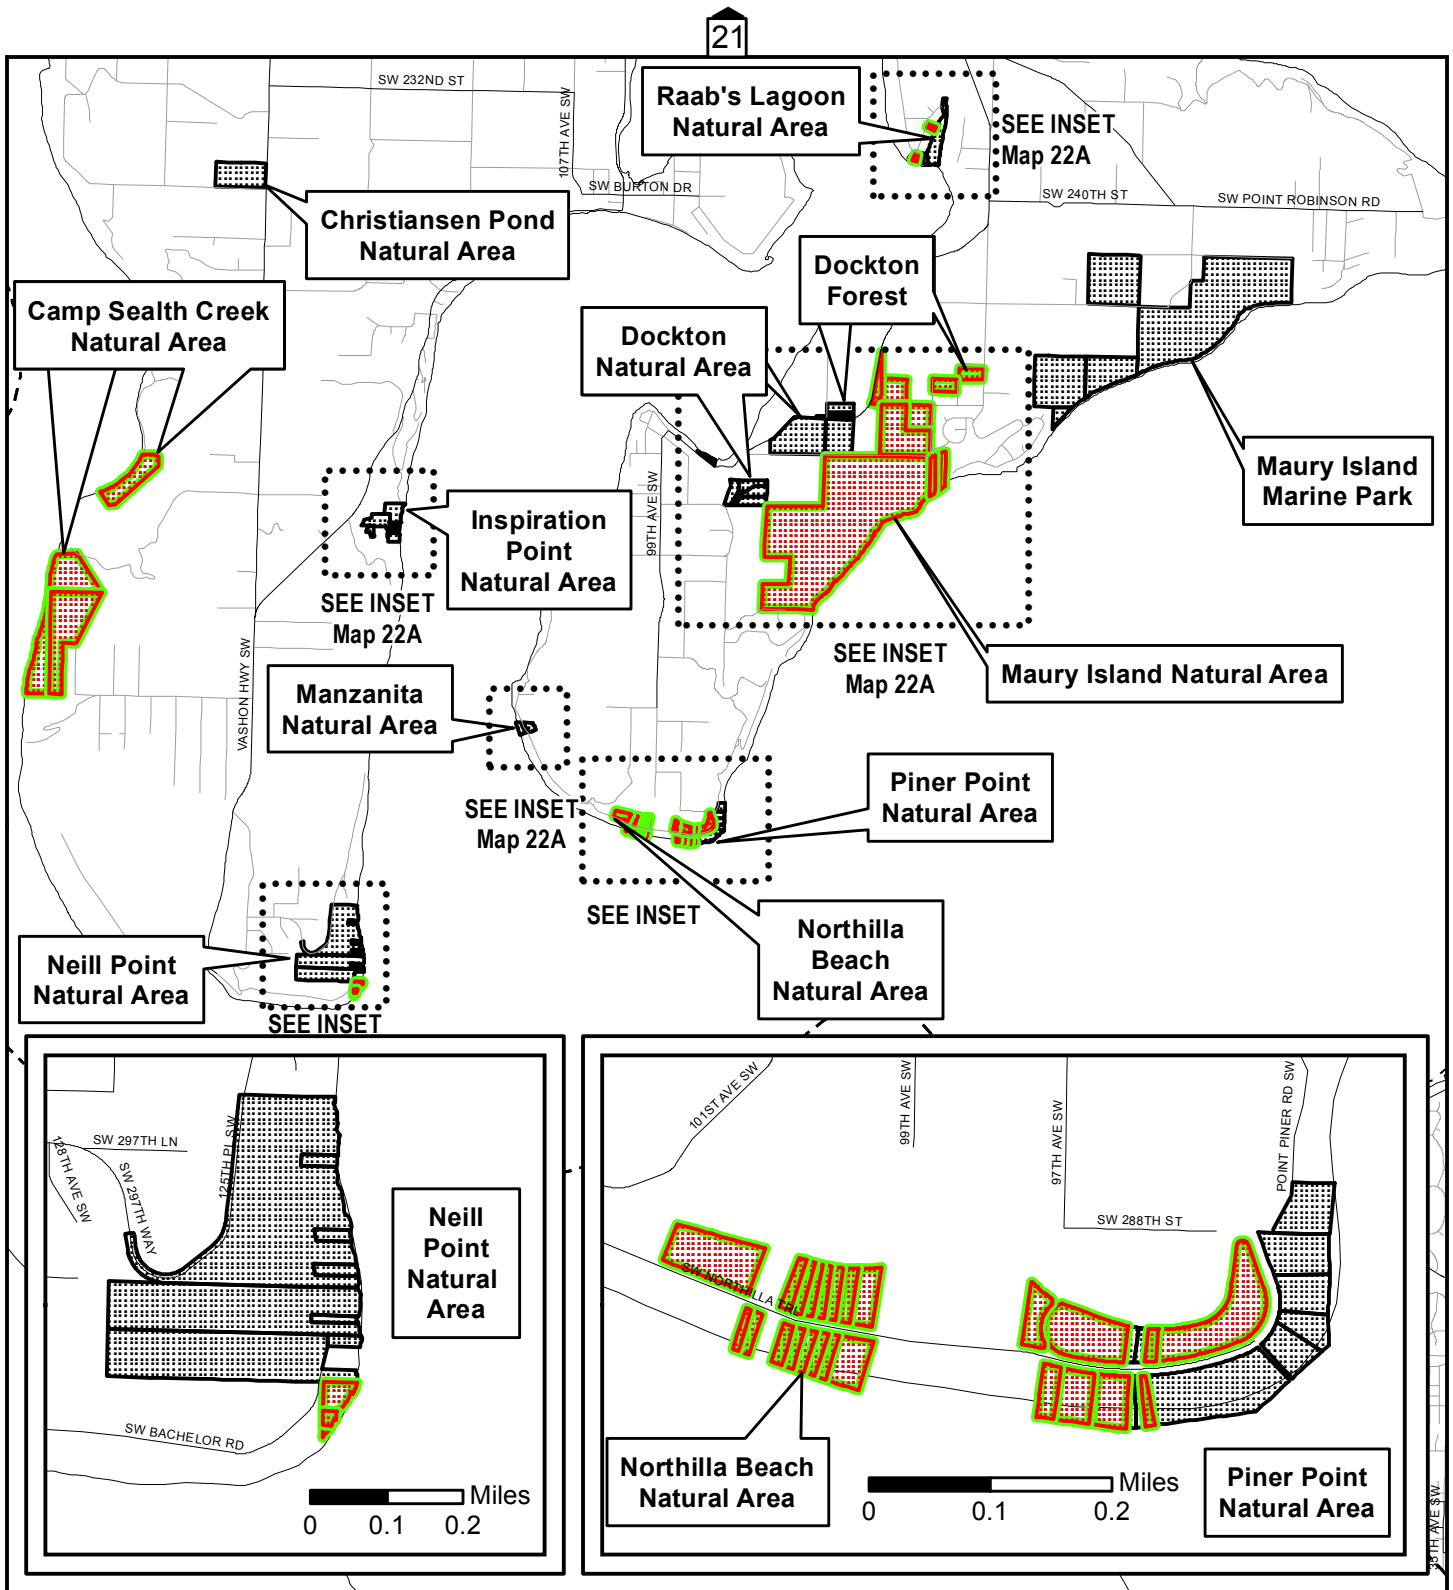 21
SW 232ND ST
107TH AVE SW
Raab's Lagoon
Natural Area
SEE INSET
Map 22A
SW BURTON DR
SW 240TH ST
SW POINT ROBINSON RD
Christiansen Pond
Natural Area
Dockton
Forest
Camp Sealth Creek
Natural Area
Dockton
Natural Area
Maury Island
Marine Park
99TH AVE SW
Inspiration
Point
Natural Area
SEE INSET
Map 22A
VASHON HWY SW
SEE INSET
Map 22A
Maury Island Natural Area
Manzanita
Natural Area
SEE INSET
Map 22A
Piner Point
Natural Area
SEE INSET
Northilla
Beach
Natural Area
Neill Point
Natural Area
SEE INSET
SW 297TH LN
128TH AVE SW
SW 297TH WAY
125TH PL SW
Neill
Point
Natural
Area
SW BACHELOR RD
Miles
0 0.1 0.2
101ST AVE SW
99TH AVE SW
97TH AVE SW
POINT PINER RD SW
SW 288TH ST
SW NORTHILLA TRL
Northilla Beach
Natural Area
Miles
0 0.1 0.2
Piner Point
Natural Area
35TH AVE SW